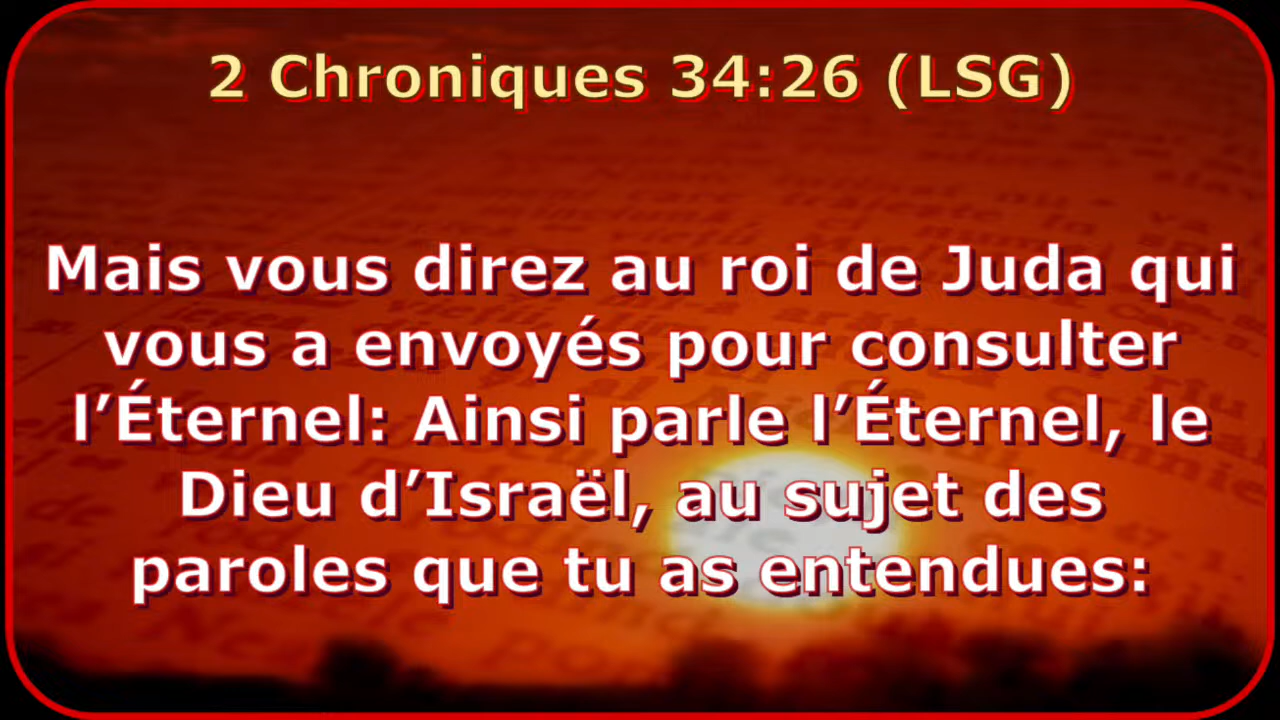 2 Chroniques 34:26 (LSG)
Mais vous direz au roi de Juda qui
vous a envoyés pour consulter
l’Éternel: Ainsi parle l’Éternel, le
Dieu d’Israël, au sujet des
paroles que tu as entendues: